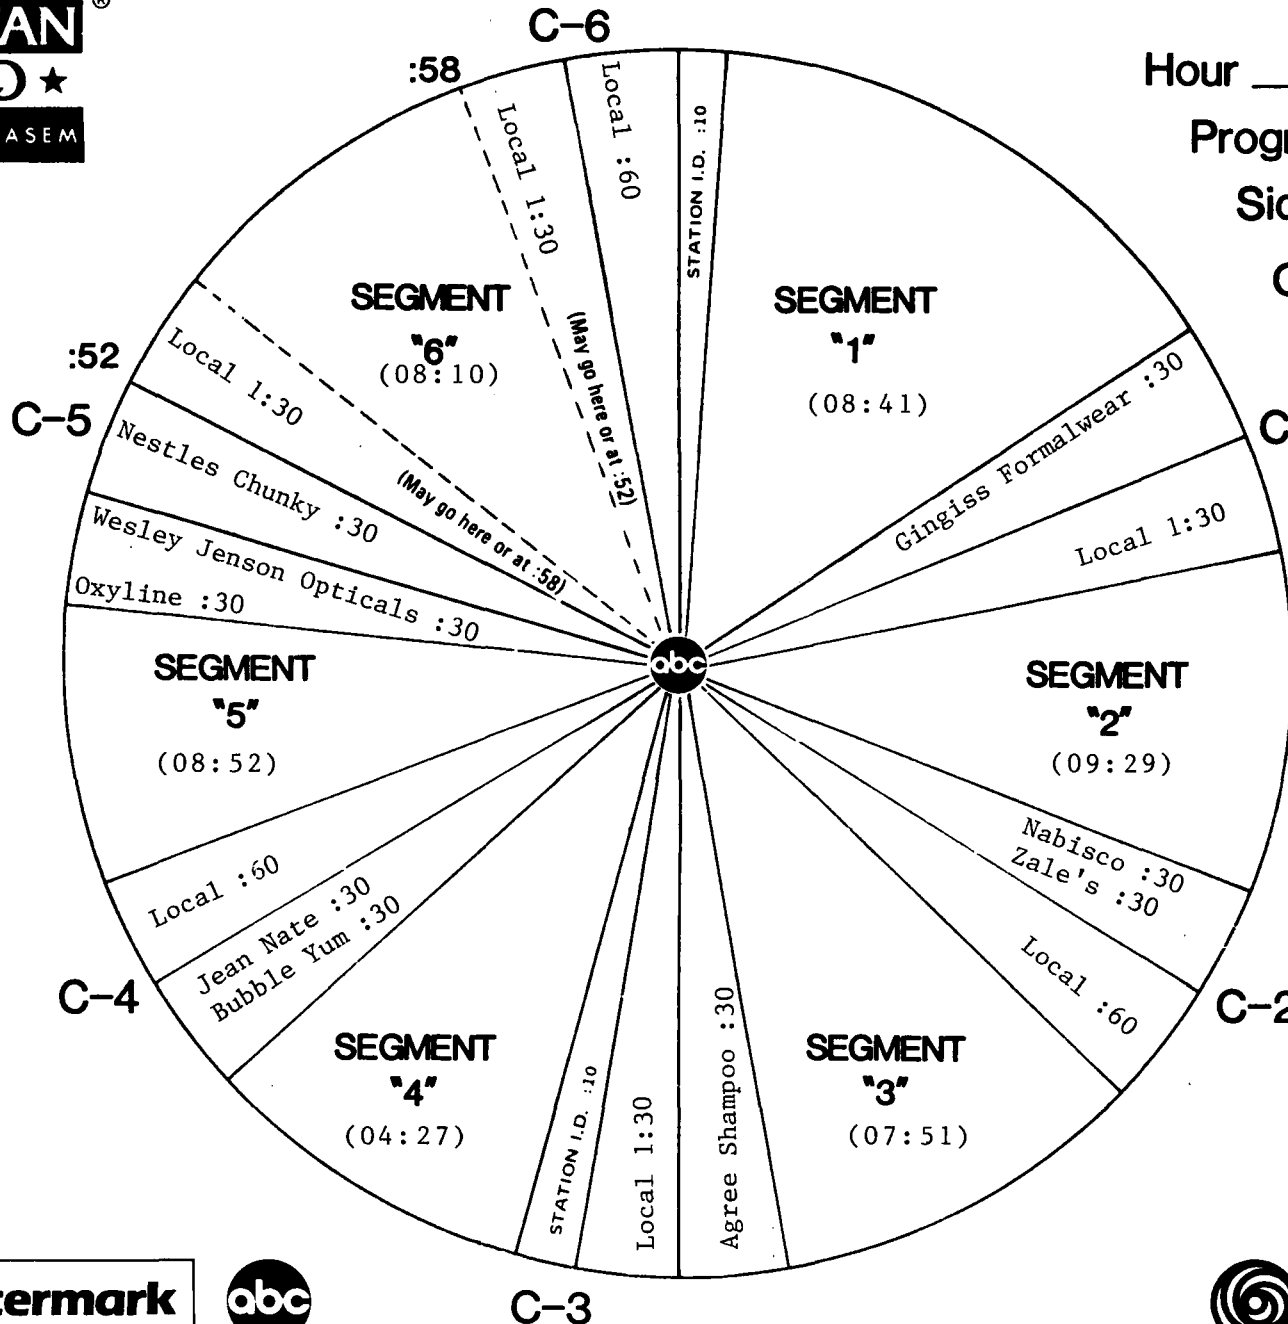 C-6
:58
Hour
ASEM
Local :60
Local 1:30
STATION I.D. :10
SEGMENT
"6"
(08:10)
(May go here or at :52)
SEGMENT
"1"
(08:41)
:52
C-5
Local 1:30
(May go here or at :58)
Nestles Chunky :30
Wesley Jenson Opticals :30
Oxyline :30
Gingiss Formalwear :30
Local 1:30
abc
SEGMENT
"5"
(08:52)
SEGMENT
"2"
(09:29)
Nabisco :30
Zale's :30
Local :60
C-2
Local :60
Jean Nate :30
Bubble Yum :30
C-4
SEGMENT
"4"
(04:27)
STATION I.D. :10
Local 1:30
Agree Shampoo :30
SEGMENT
"3"
(07:51)
C-3
termark
abc